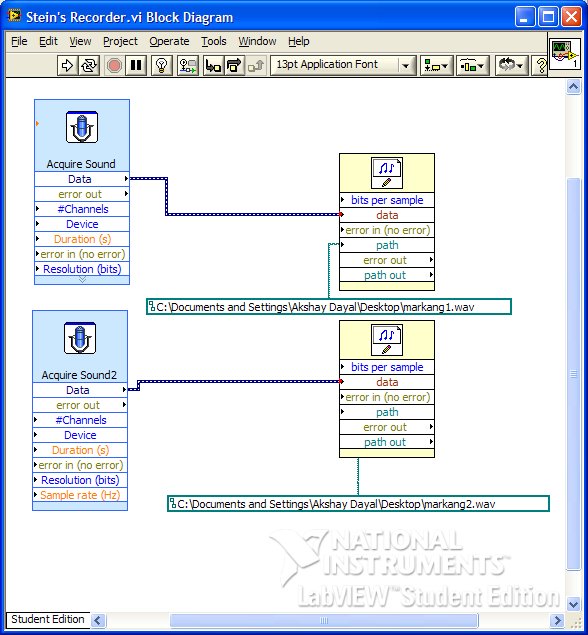 Stein's Recorder.vi Block Diagram
File Edit View Project Operate Tools Window Help
13pt Application Font
?
1
Acquire Sound
Data
error out
#Channels
Device
Duration (s)
error in (no error)
Resolution (bits)
bits per sample
data
error in (no error)
path
error out
path out
C:\Documents and Settings\Akshay Dayal\Desktop\markang1.wav
Acquire Sound2
Data
error out
#Channels
Device
Duration (s)
error in (no error)
Resolution (bits)
Sample rate (Hz)
bits per sample
data
error in (no error)
path
error out
path out
C:\Documents and Settings\Akshay Dayal\Desktop\markang2.wav
NATIONAL
INSTRUMENTS™
LabVIEW™ Student Edition
Student Edition